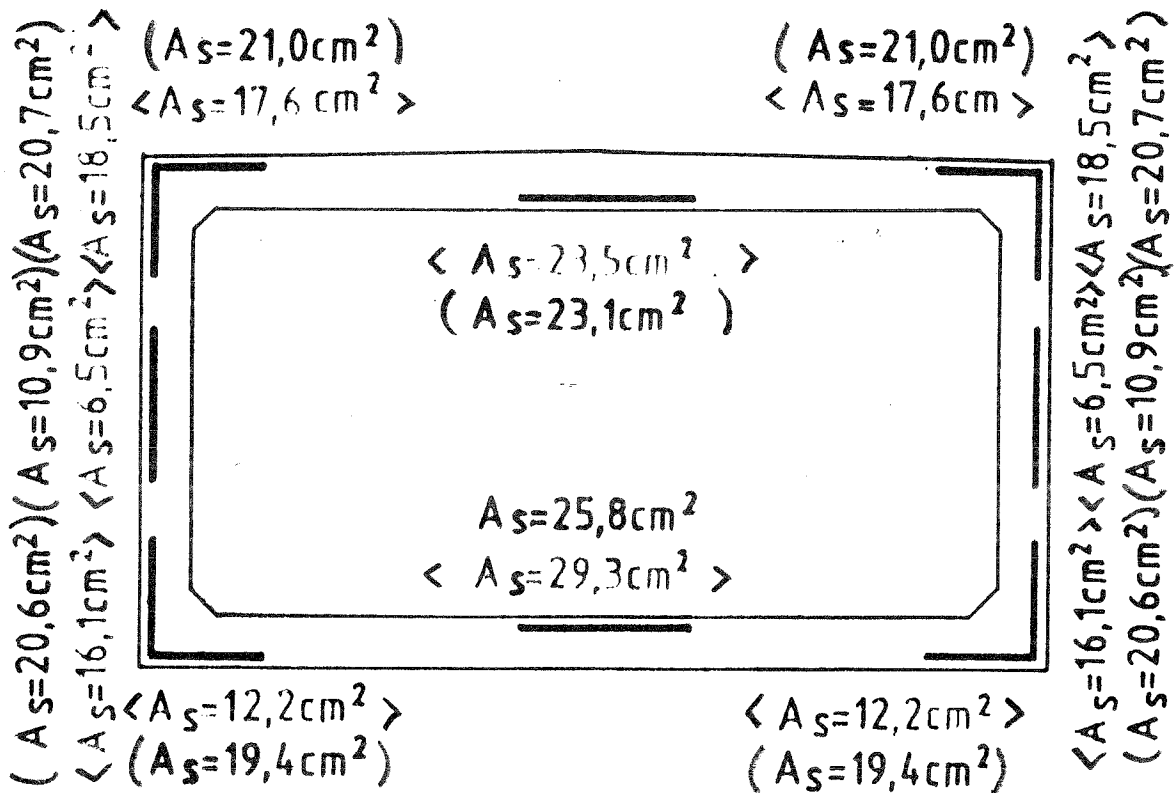 (As=21,0cm²)
<As=17,6 cm²>
(As=21,0cm²)
<As=17,6cm>
(As=20,6cm²)(As=10,9cm²)(As=20,7cm²)
<As=16,1cm²> <As=6,5cm²><As=18,5cm²>
< As=23,5cm² >
(As=23,1cm²)
As=25,8cm²
< As=29,3cm² >
<As=16,1cm²><As=6,5cm²><As=18,5cm²>
(As=20,6cm²)(As=10,9cm²)(As=20,7cm²)
<As=12,2cm²>
(As=19,4cm²)
<As=12,2cm²>
(As=19,4cm²)